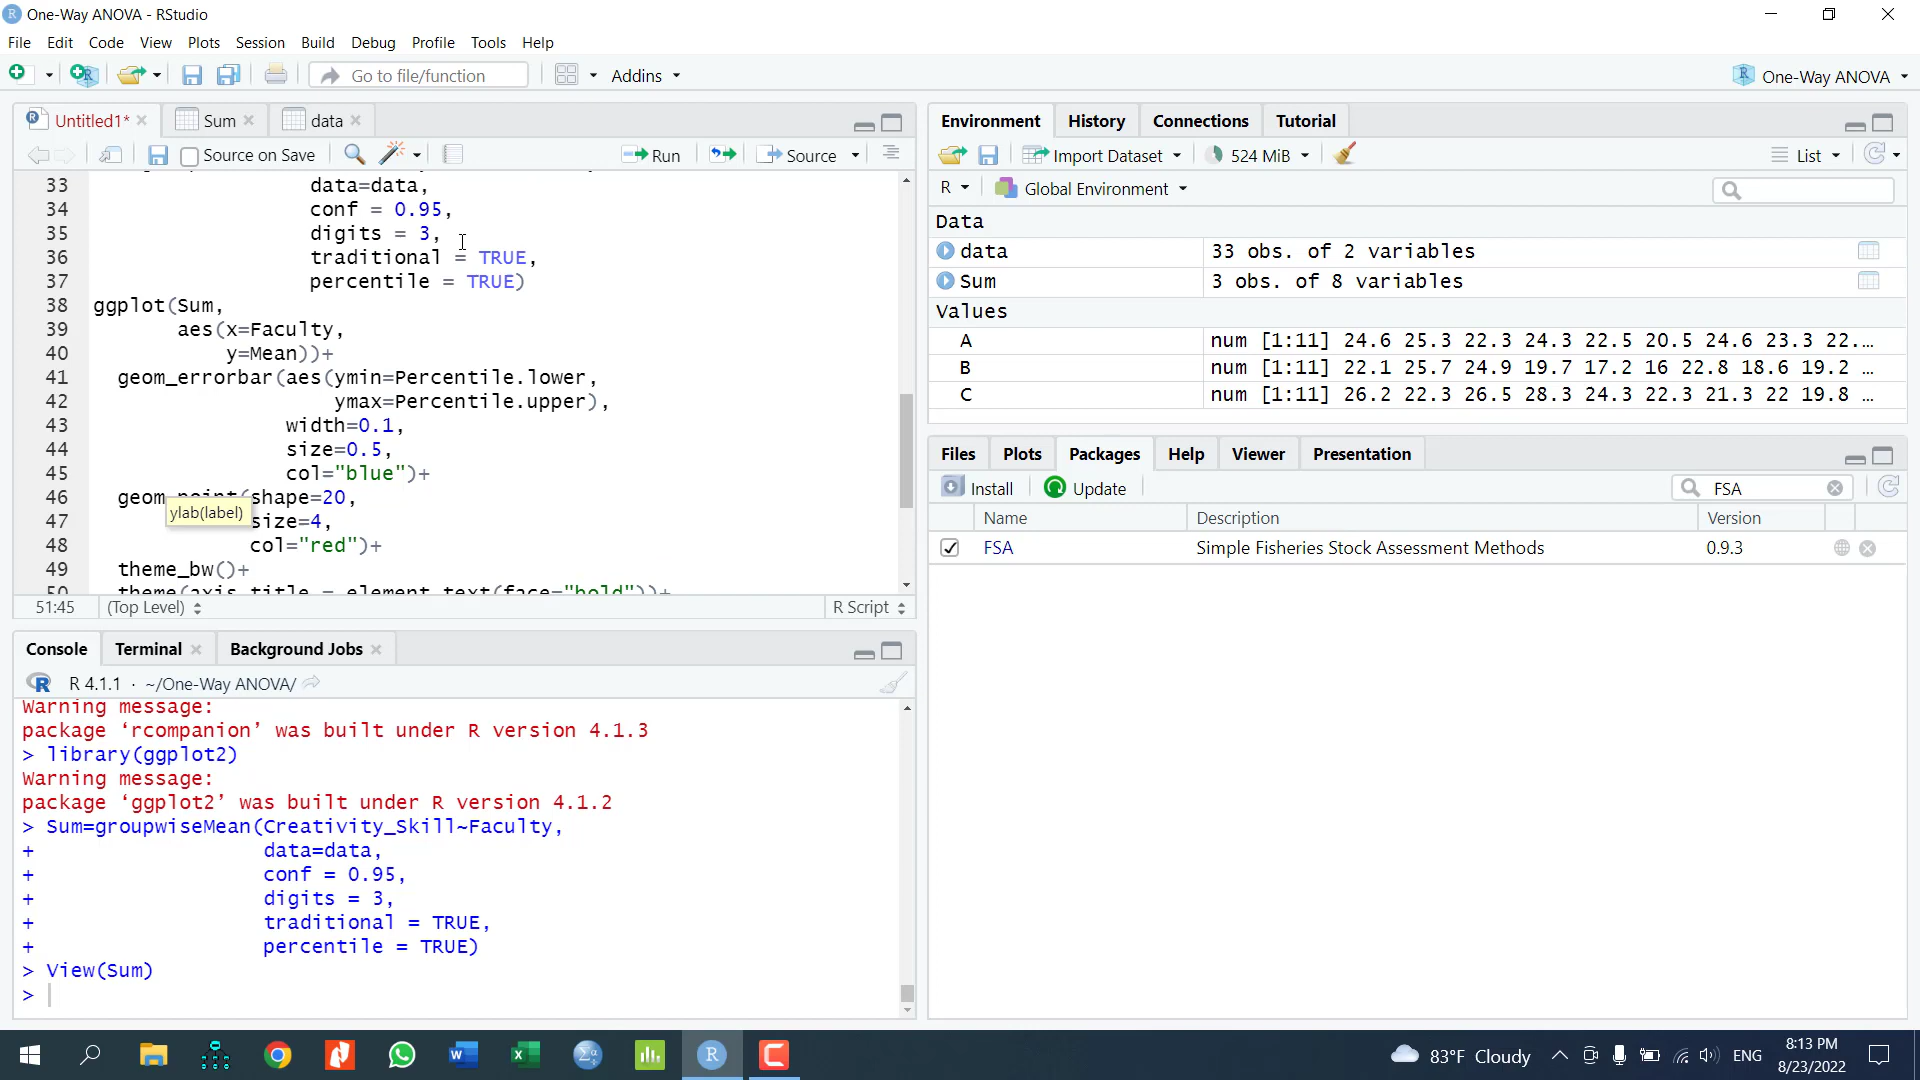 One-Way ANOVA - RStudio
File Edit Code View Plots Session Build Debug Profile Tools Help
Go to file/function Addins One-Way ANOVA
Untitled1* Sum data
Source on Save Run Source
33 data=data,
34 conf = 0.95,
35 digits = 3,
36 traditional = TRUE,
37 percentile = TRUE)
38 ggplot(Sum,
39 aes(x=Faculty,
40 y=Mean))+
41 geom_errorbar(aes(ymin=Percentile.lower,
42 ymax=Percentile.upper),
43 width=0.1,
44 size=0.5,
45 col="blue")+
46 geom_point(shape=20,
ylab(label)
47 size=4,
48 col="red")+
49 theme_bw()+
50 theme(axis.title = element_text(face="bold"))+
51:45 (Top Level) R Script
Console Terminal Background Jobs
R 4.1.1 · ~/One-Way ANOVA/
Warning message:
package ‘rcompanion’ was built under R version 4.1.3
> library(ggplot2)
Warning message:
package ‘ggplot2’ was built under R version 4.1.2
> Sum=groupwiseMean(Creativity_Skill~Faculty,
+ data=data,
+ conf = 0.95,
+ digits = 3,
+ traditional = TRUE,
+ percentile = TRUE)
> View(Sum)
>
Environment History Connections Tutorial
Import Dataset 524 MiB List
R Global Environment
Data
data 33 obs. of 2 variables
Sum 3 obs. of 8 variables
Values
A num [1:11] 24.6 25.3 22.3 24.3 22.5 20.5 24.6 23.3 22.…
B num [1:11] 22.1 25.7 24.9 19.7 17.2 16 22.8 18.6 19.2 …
C num [1:11] 26.2 22.3 26.5 28.3 24.3 22.3 21.3 22 19.8 …
Files Plots Packages Help Viewer Presentation
Install Update FSA
Name Description Version
FSA Simple Fisheries Stock Assessment Methods 0.9.3
83°F Cloudy ENG 8:13 PM
8/23/2022